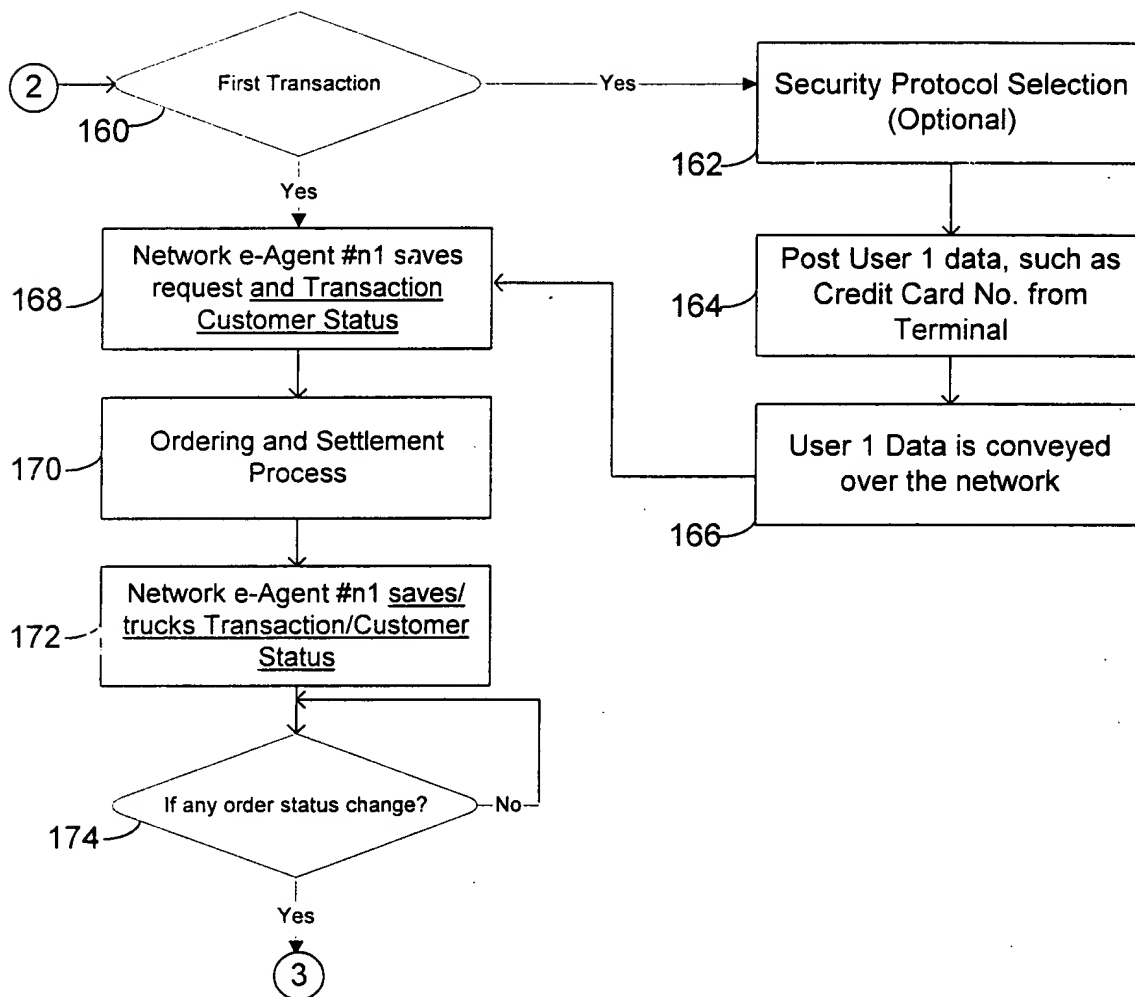 2
First Transaction
Yes
160
Yes
Security Protocol Selection
(Optional)
162
Network e-Agent #n1 saves
request and Transaction
Customer Status
168
Post User 1 data, such as
Credit Card No. from
Terminal
164
Ordering and Settlement
Process
170
User 1 Data is conveyed
over the network
166
Network e-Agent #n1 saves/
trucks Transaction/Customer
Status
172
If any order status change?
No
174
Yes
3